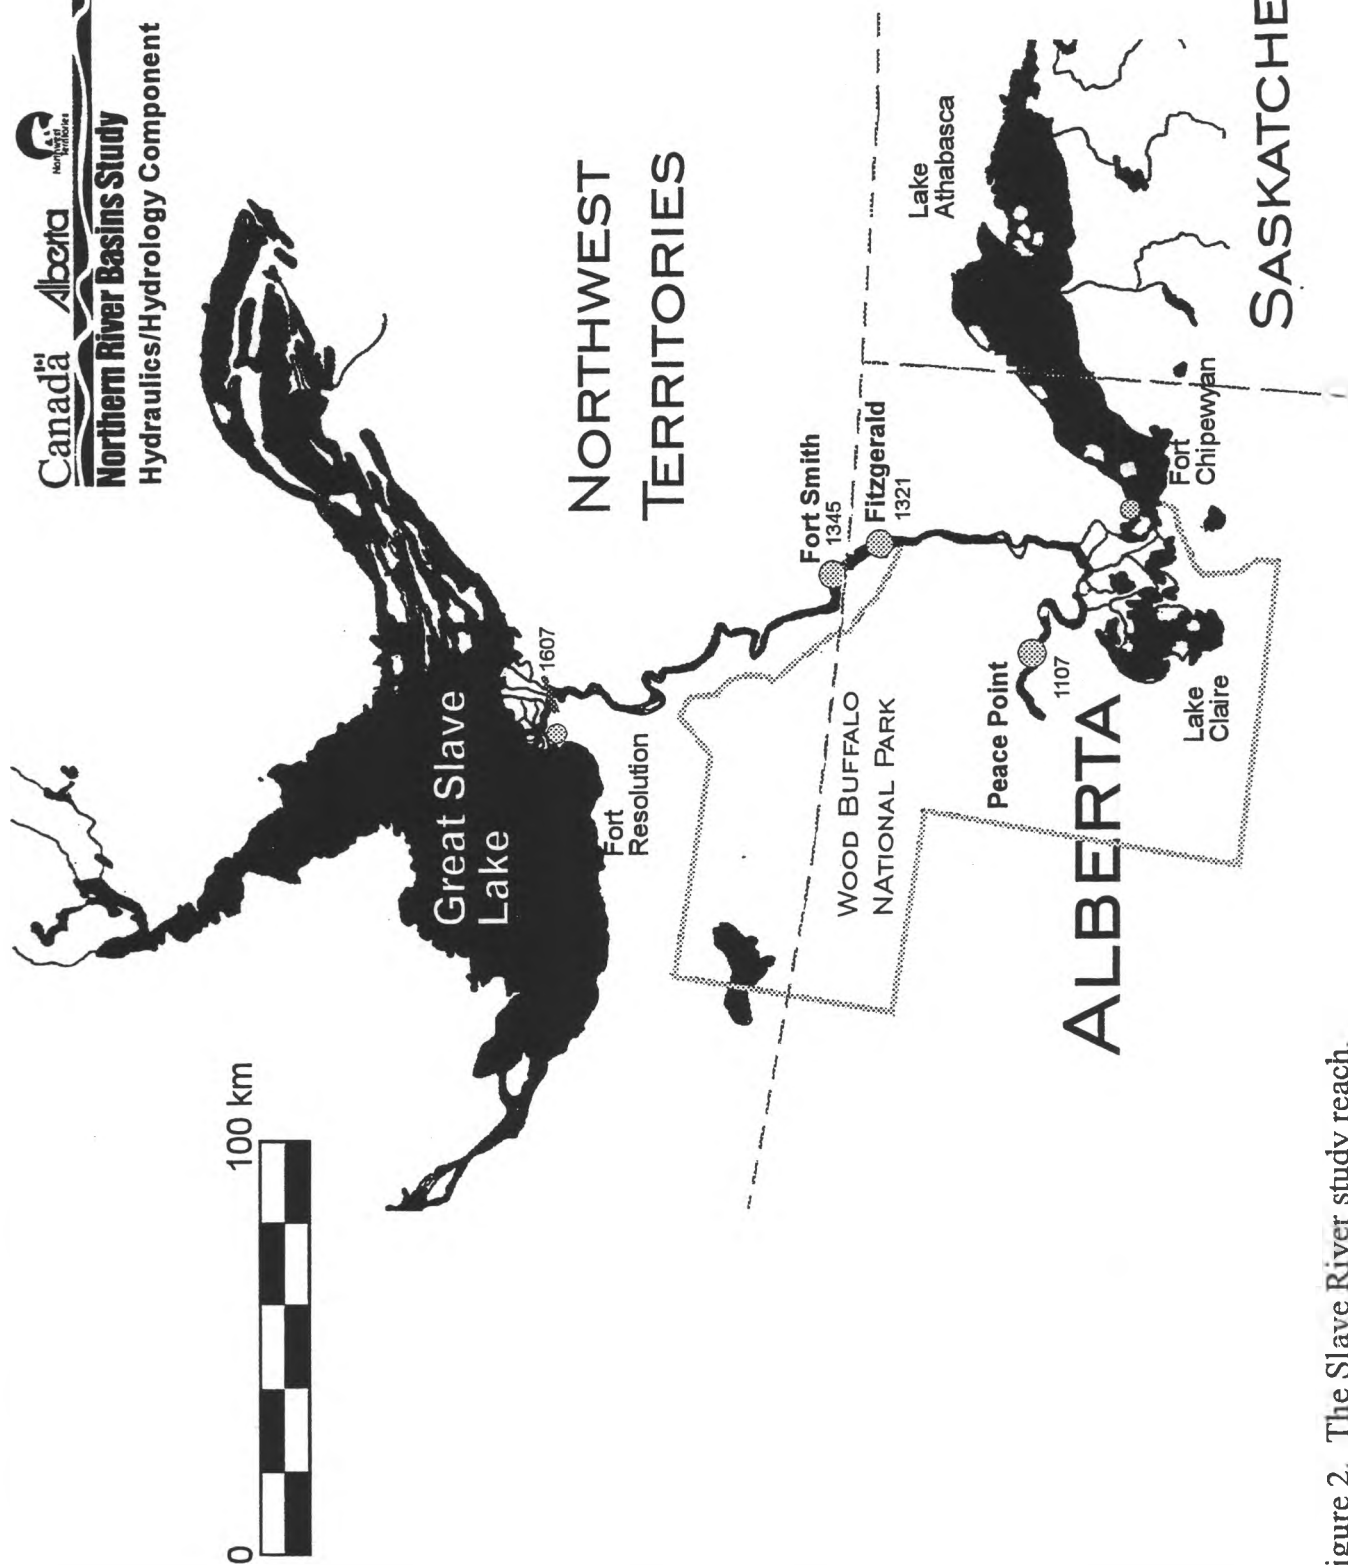 Canada Alberta
Northwest
Territories
Northern River Basins Study
Hydraulics/Hydrology Component
0
100 km
Great Slave
Lake
1607
Fort
Resolution
NORTHWEST
TERRITORIES
Fort Smith
1345
Fitzgerald
1321
WOOD BUFFALO
NATIONAL PARK
Lake
Athabasca
Peace Point
1107
ALBERTA
Fort
Chipewyan
Lake
Claire
SASKATCHE
igure 2. The Slave River study reach.